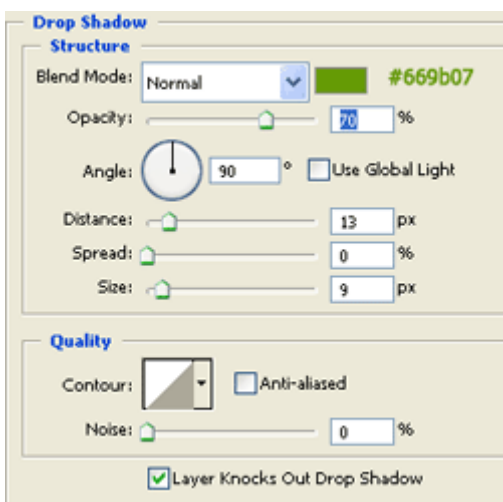 Drop Shadow
Structure
Blend Mode: Normal #669b07
Opacity: 70 %
Angle: 90 ° Use Global Light
Distance: 13 px
Spread: 0 %
Size: 9 px
Quality
Contour: Anti-aliased
Noise: 0 %
Layer Knocks Out Drop Shadow